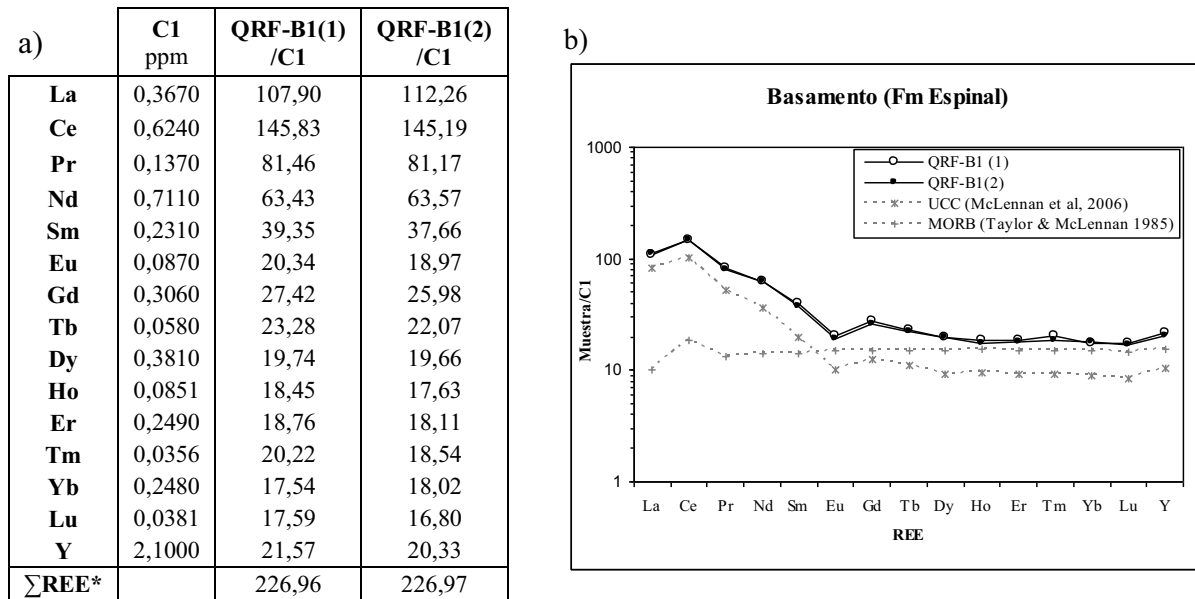 a)
C1 ppm QRF-B1(1) /C1 QRF-B1(2) /C1
La 0,3670 107,90 112,26
Ce 0,6240 145,83 145,19
Pr 0,1370 81,46 81,17
Nd 0,7110 63,43 63,57
Sm 0,2310 39,35 37,66
Eu 0,0870 20,34 18,97
Gd 0,3060 27,42 25,98
Tb 0,0580 23,28 22,07
Dy 0,3810 19,74 19,66
Ho 0,0851 18,45 17,63
Er 0,2490 18,76 18,11
Tm 0,0356 20,22 18,54
Yb 0,2480 17,54 18,02
Lu 0,0381 17,59 16,80
Y 2,1000 21,57 20,33
∑REE* 226,96 226,97
b)
Basamento (Fm Espinal)
QRF-B1 (1)
QRF-B1(2)
UCC (McLennan et al, 2006)
MORB (Taylor & McLennan 1985)
Muestra/C1
1000
100
10
1
La Ce Pr Nd Sm Eu Gd Tb Dy Ho Er Tm Yb Lu Y
REE